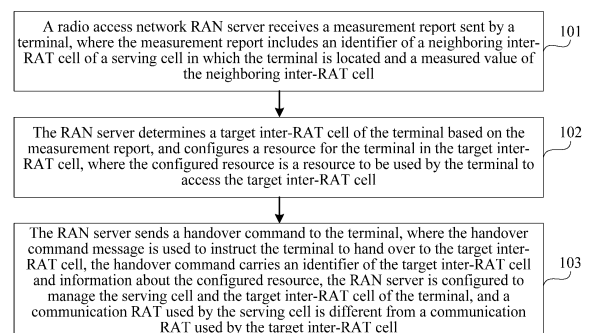 A radio access network RAN server receives a measurement report sent by a
terminal, where the measurement report includes an identifier of a neighboring inter-
RAT cell of a serving cell in which the terminal is located and a measured value of
the neighboring inter-RAT cell
101
The RAN server determines a target inter-RAT cell of the terminal based on the
measurement report, and configures a resource for the terminal in the target inter-
RAT cell, where the configured resource is a resource to be used by the terminal to
access the target inter-RAT cell
102
The RAN server sends a handover command to the terminal, where the handover
command message is used to instruct the terminal to hand over to the target inter-
RAT cell, the handover command carries an identifier of the target inter-RAT cell
and information about the configured resource, the RAN server is configured to
manage the serving cell and the target inter-RAT cell of the terminal, and a
communication RAT used by the serving cell is different from a communication
RAT used by the target inter-RAT cell
103